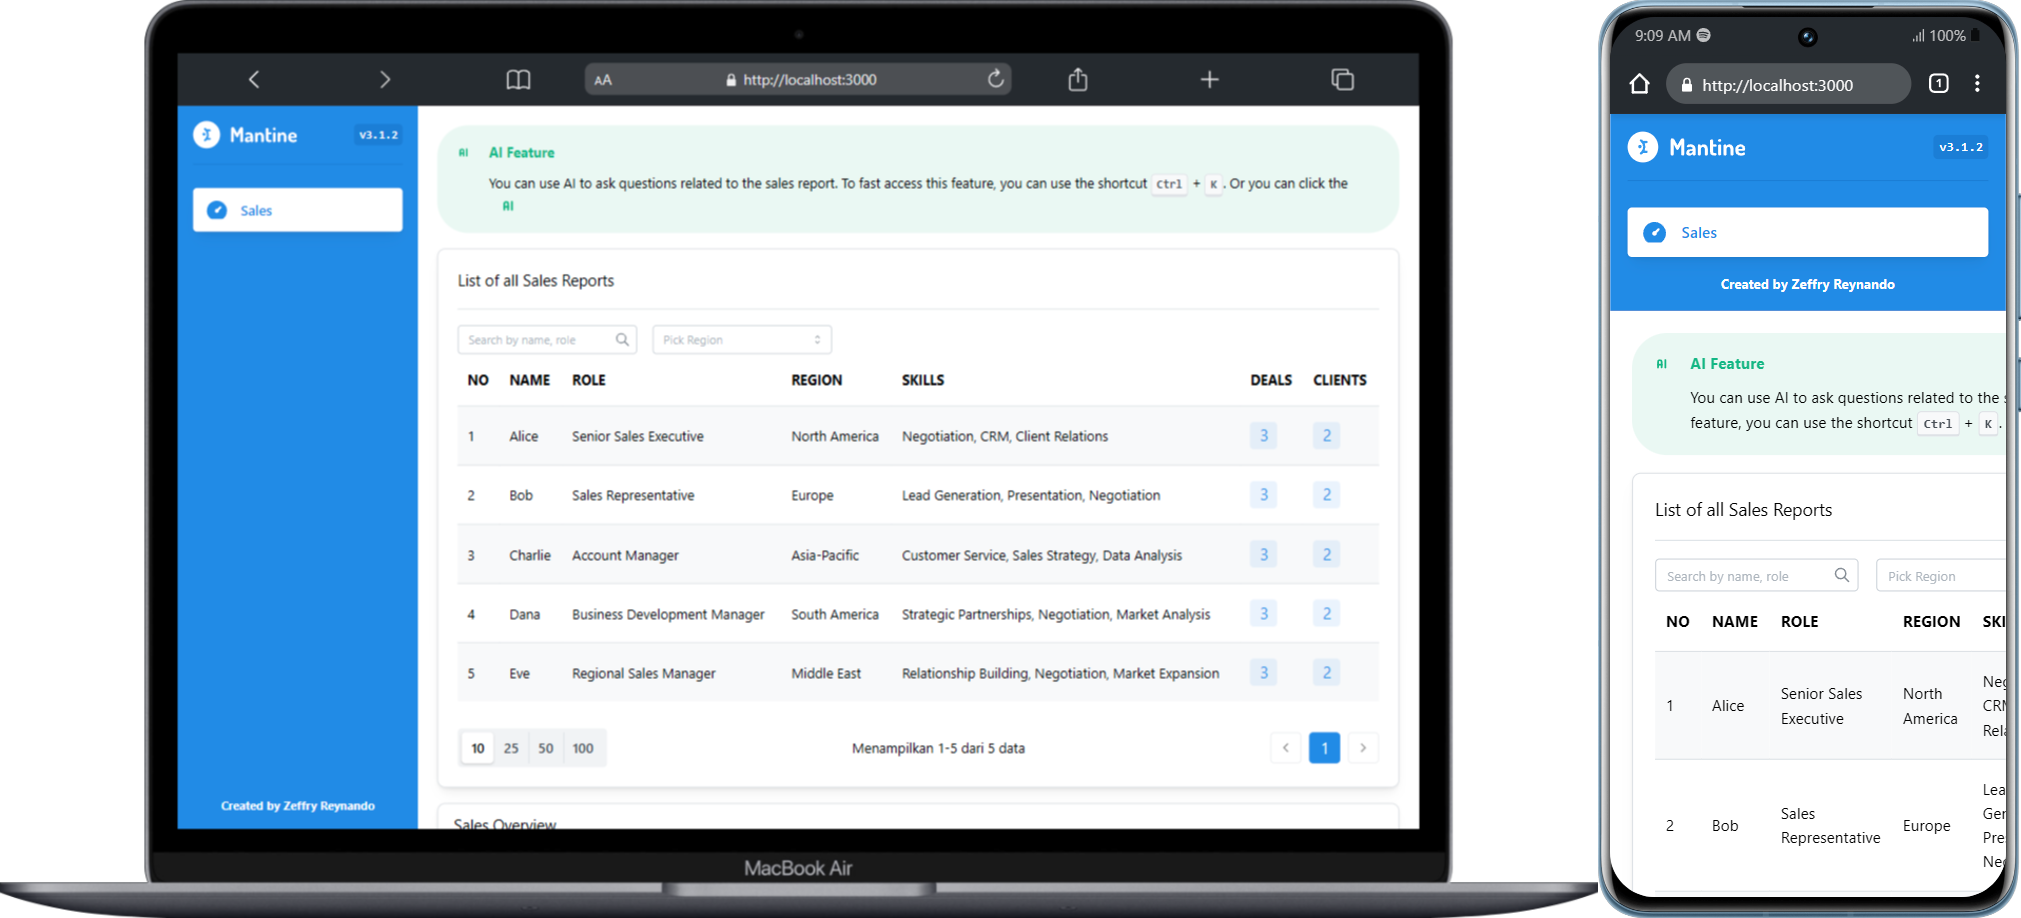 http://localhost:3000
Mantine v3.1.2
Sales
Created by Zeffry Reynando
AI AI Feature
You can use AI to ask questions related to the sales report. To fast access this feature, you can use the shortcut Ctrl + K. Or you can click the
AI
List of all Sales Reports
Search by name, role Pick Region
NO NAME ROLE REGION SKILLS DEALS CLIENTS
1 Alice Senior Sales Executive North America Negotiation, CRM, Client Relations 3 2
2 Bob Sales Representative Europe Lead Generation, Presentation, Negotiation 3 2
3 Charlie Account Manager Asia-Pacific Customer Service, Sales Strategy, Data Analysis 3 2
4 Dana Business Development Manager South America Strategic Partnerships, Negotiation, Market Analysis 3 2
5 Eve Regional Sales Manager Middle East Relationship Building, Negotiation, Market Expansion 3 2
10 25 50 100 Menampilkan 1-5 dari 5 data 1
Sales Overview
AA
MacBook Air
9:09 AM 100%
http://localhost:3000 1
Mantine v3.1.2
Sales
Created by Zeffry Reynando
AI AI Feature
You can use AI to ask questions related to the s
feature, you can use the shortcut Ctrl + K.
List of all Sales Reports
Search by name, role Pick Region
NO NAME ROLE REGION SKI
1 Alice Senior Sales Executive North America Neg
CRM
Rela
2 Bob Sales Representative Europe Lea
Ger
Pre
Neg